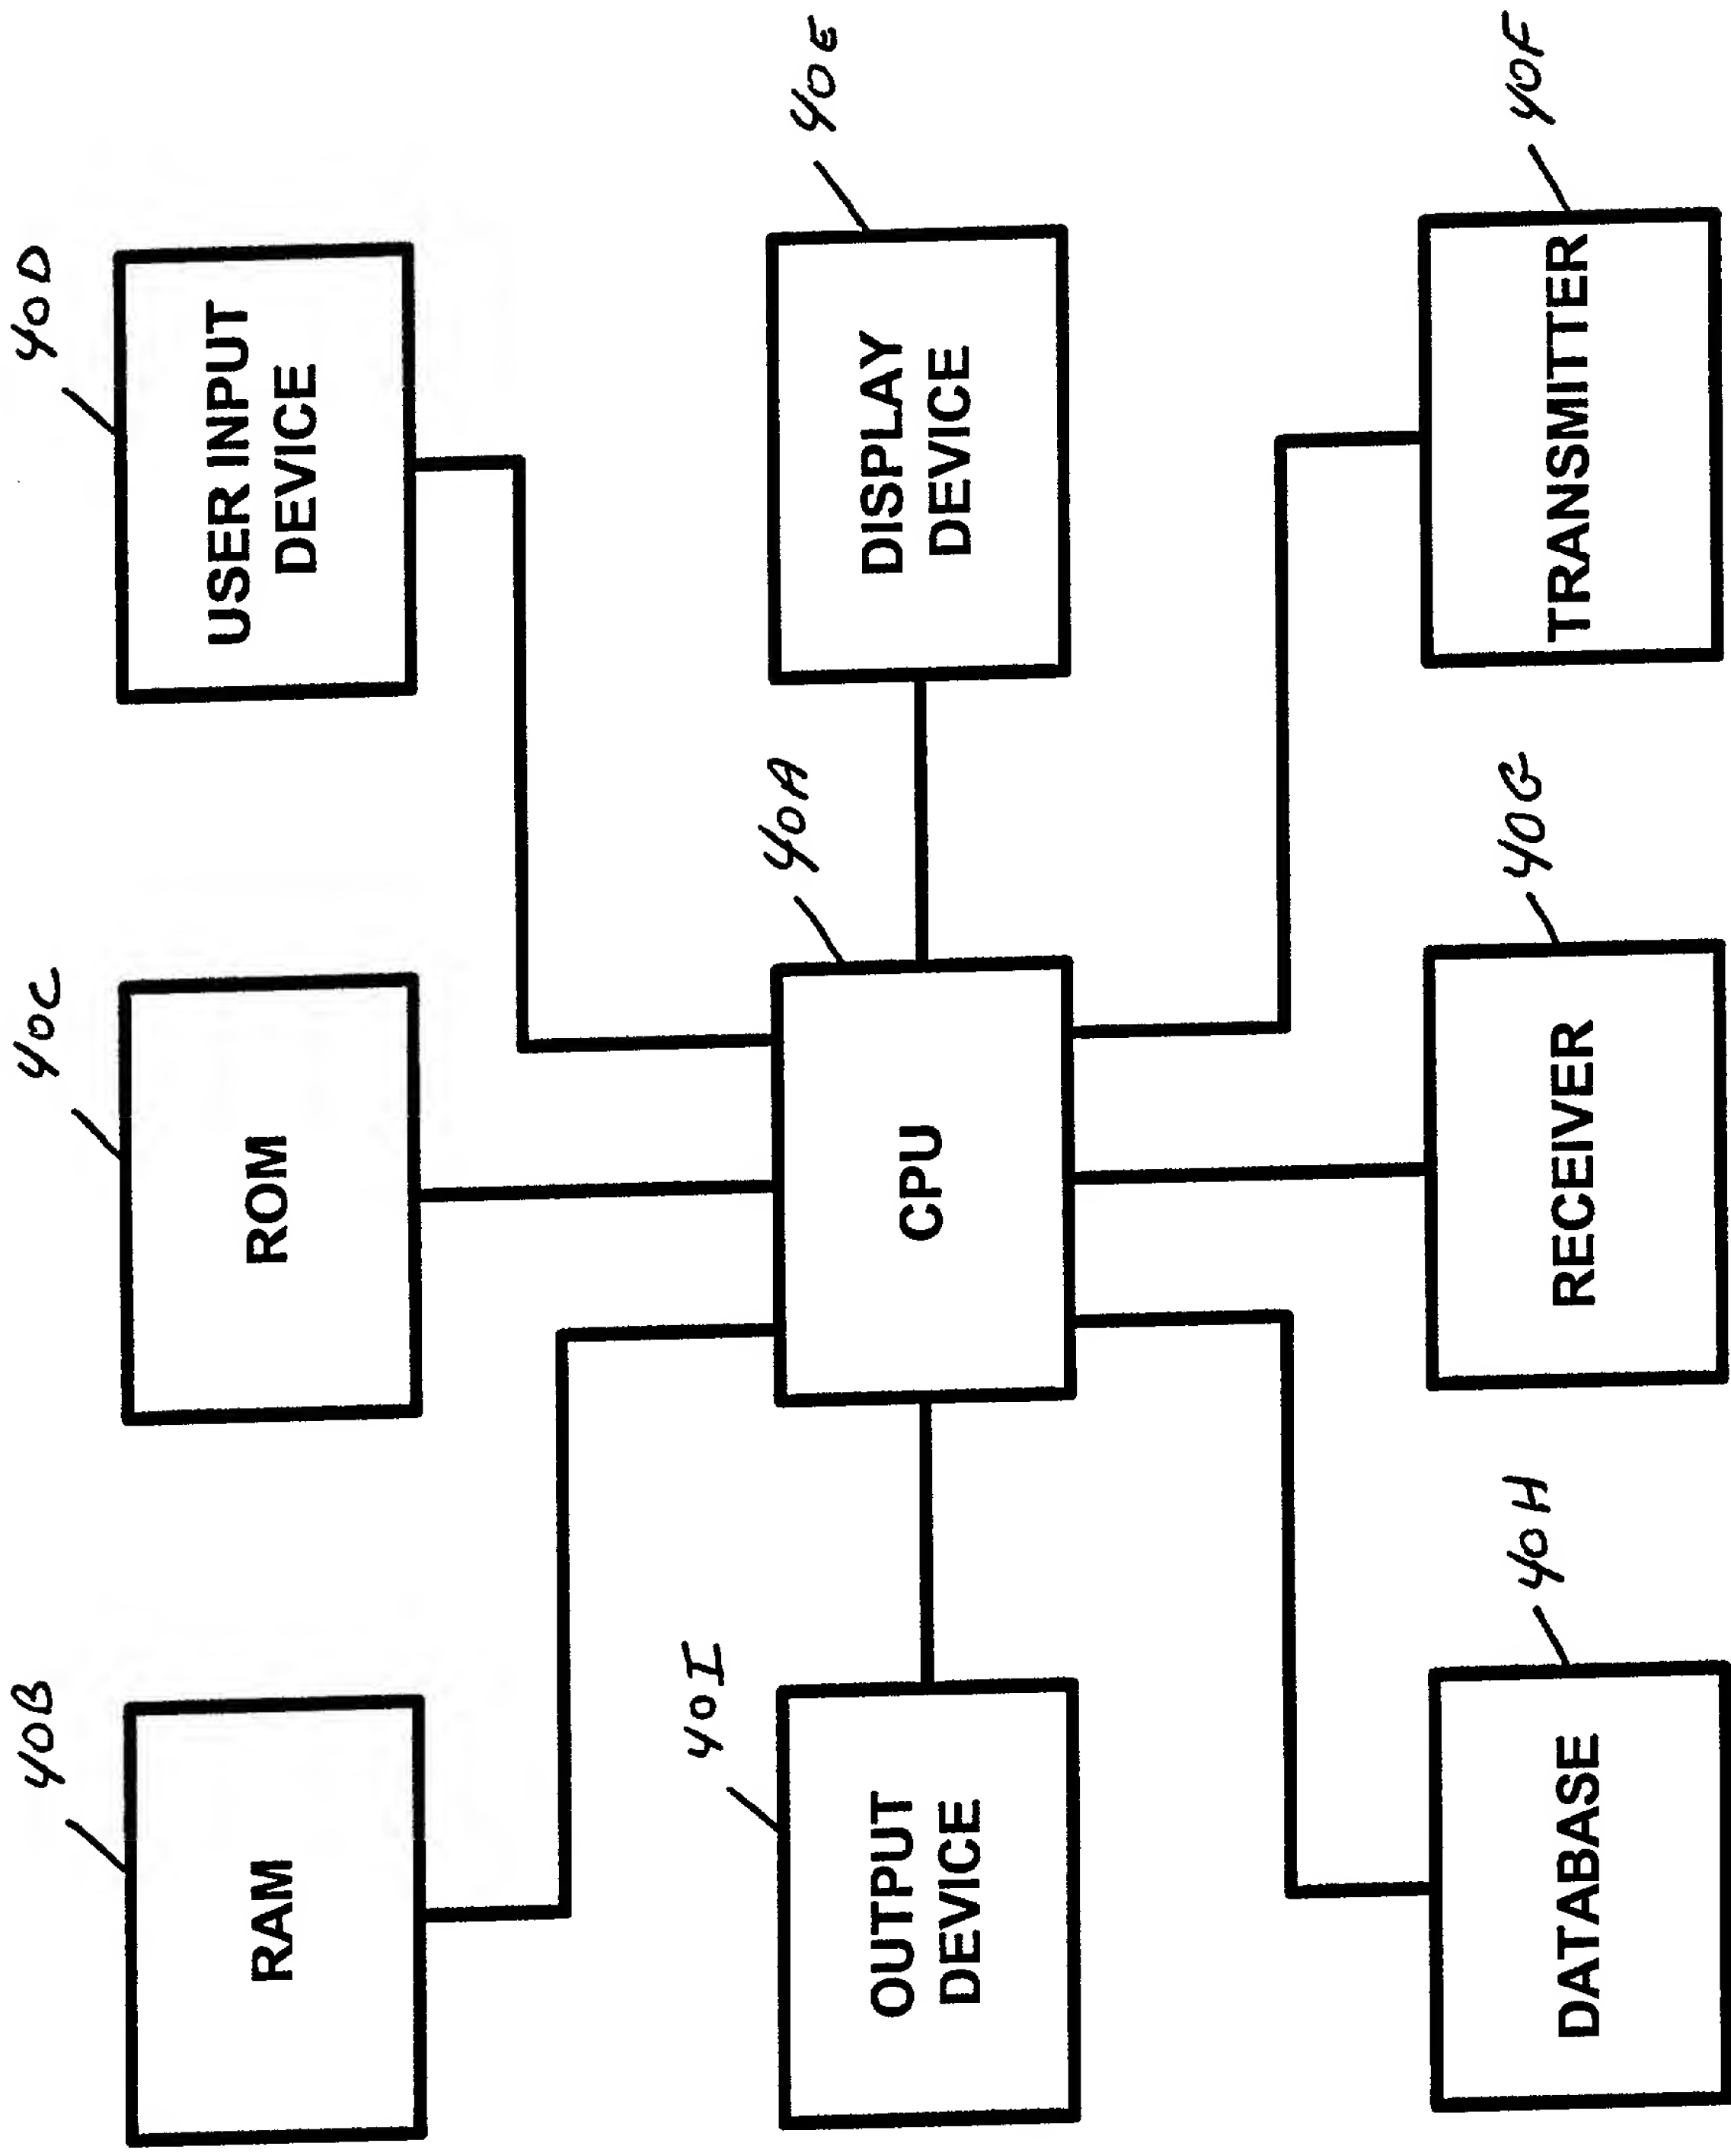 40B
40C
40D
RAM
ROM
USER INPUT
DEVICE
40I
40A
40E
OUTPUT
DEVICE
CPU
DISPLAY
DEVICE
40H
40G
40F
DATABASE
RECEIVER
TRANSMITTER